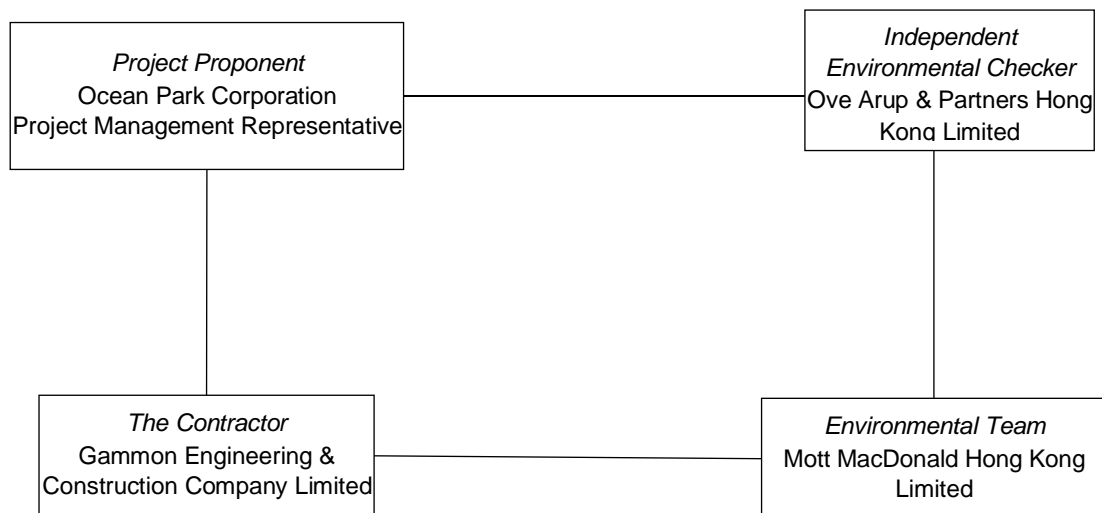 Project Proponent
Ocean Park Corporation
Project Management Representative
Independent
Environmental Checker
Ove Arup & Partners Hong
Kong Limited
The Contractor
Gammon Engineering &
Construction Company Limited
Environmental Team
Mott MacDonald Hong Kong
Limited